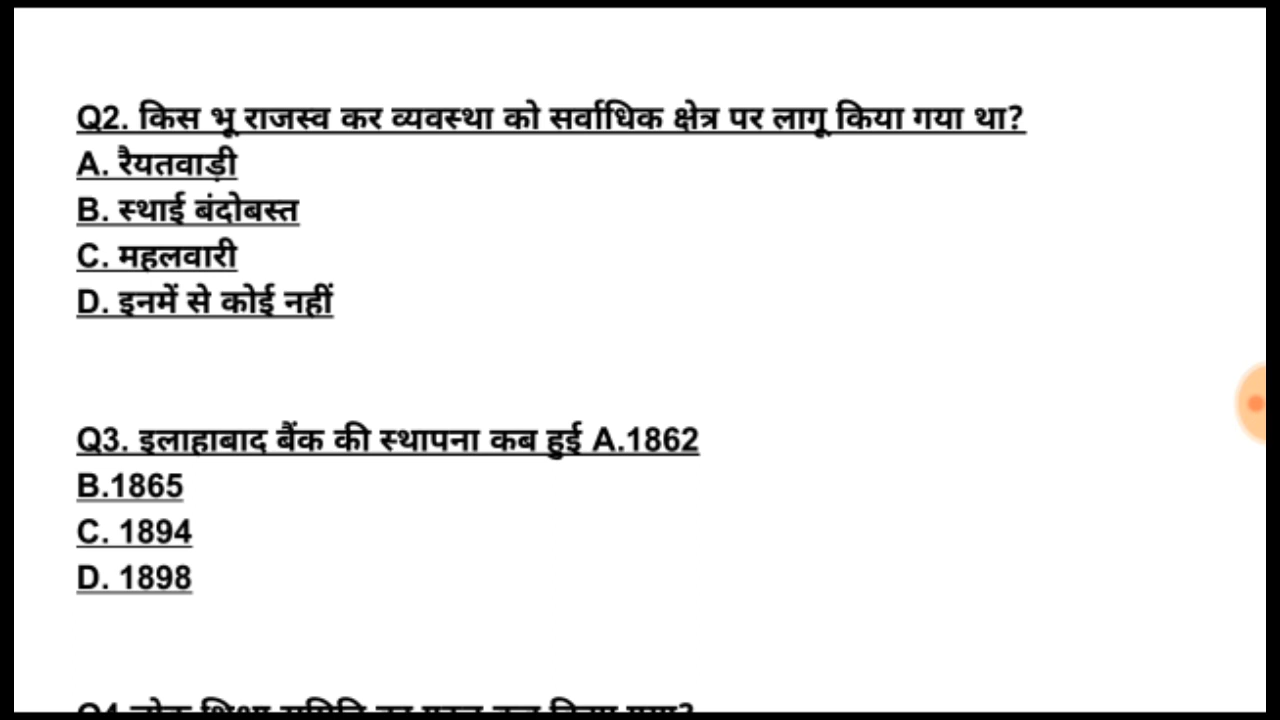 Q2. किस भू राजस्व कर व्यवस्था को सर्वाधिक क्षेत्र पर लागू किया गया था?
A. रैयतवाड़ी
B. स्थाई बंदोबस्त
C. महलवारी
D. इनमें से कोई नहीं
Q3. इलाहाबाद बैंक की स्थापना कब हुई A.1862
B.1865
C. 1894
D. 1898